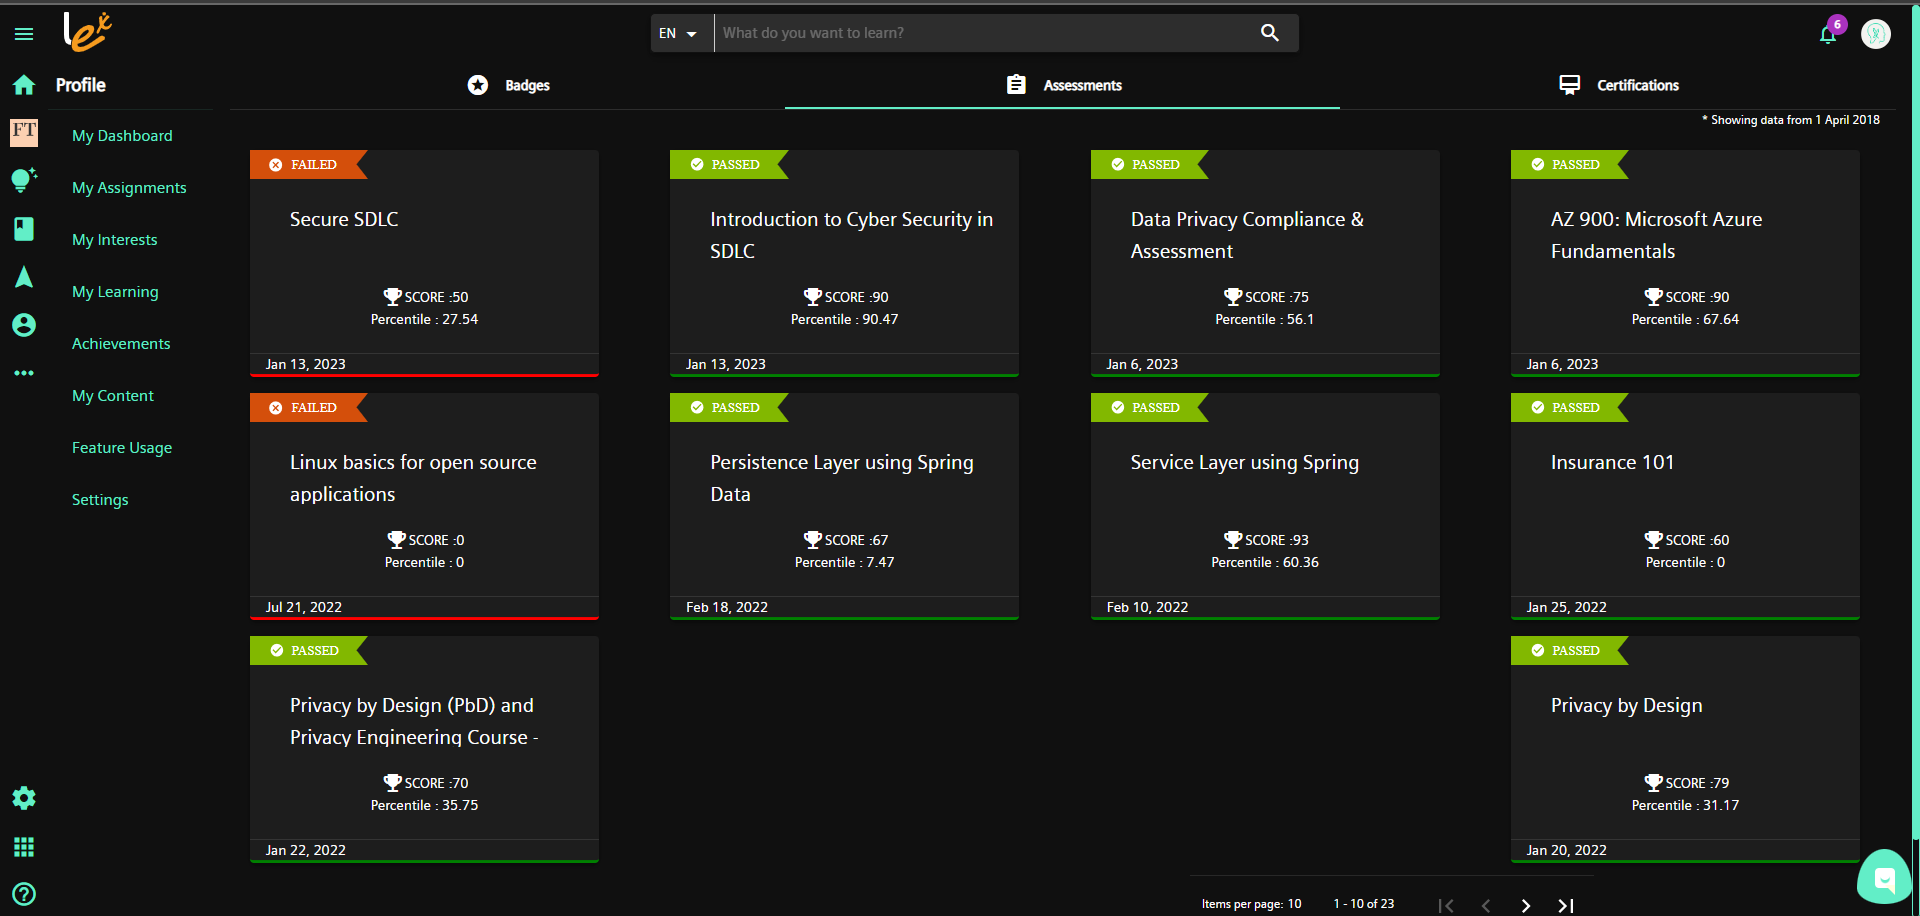 Lex
EN
What do you want to learn?
6
Profile
Badges
Assessments
Certifications
* Showing data from 1 April 2018
FT
My Dashboard
My Assignments
My Interests
My Learning
Achievements
My Content
Feature Usage
Settings
FAILED
Secure SDLC
SCORE :50
Percentile : 27.54
Jan 13, 2023
PASSED
Introduction to Cyber Security in
SDLC
SCORE :90
Percentile : 90.47
Jan 13, 2023
PASSED
Data Privacy Compliance &
Assessment
SCORE :75
Percentile : 56.1
Jan 6, 2023
PASSED
AZ 900: Microsoft Azure
Fundamentals
SCORE :90
Percentile : 67.64
Jan 6, 2023
FAILED
Linux basics for open source
applications
SCORE :0
Percentile : 0
Jul 21, 2022
PASSED
Persistence Layer using Spring
Data
SCORE :67
Percentile : 7.47
Feb 18, 2022
PASSED
Service Layer using Spring
SCORE :93
Percentile : 60.36
Feb 10, 2022
PASSED
Insurance 101
SCORE :60
Percentile : 0
Jan 25, 2022
PASSED
Privacy by Design (PbD) and
Privacy Engineering Course -
SCORE :70
Percentile : 35.75
Jan 22, 2022
PASSED
Privacy by Design
SCORE :79
Percentile : 31.17
Jan 20, 2022
Items per page: 10
1 - 10 of 23